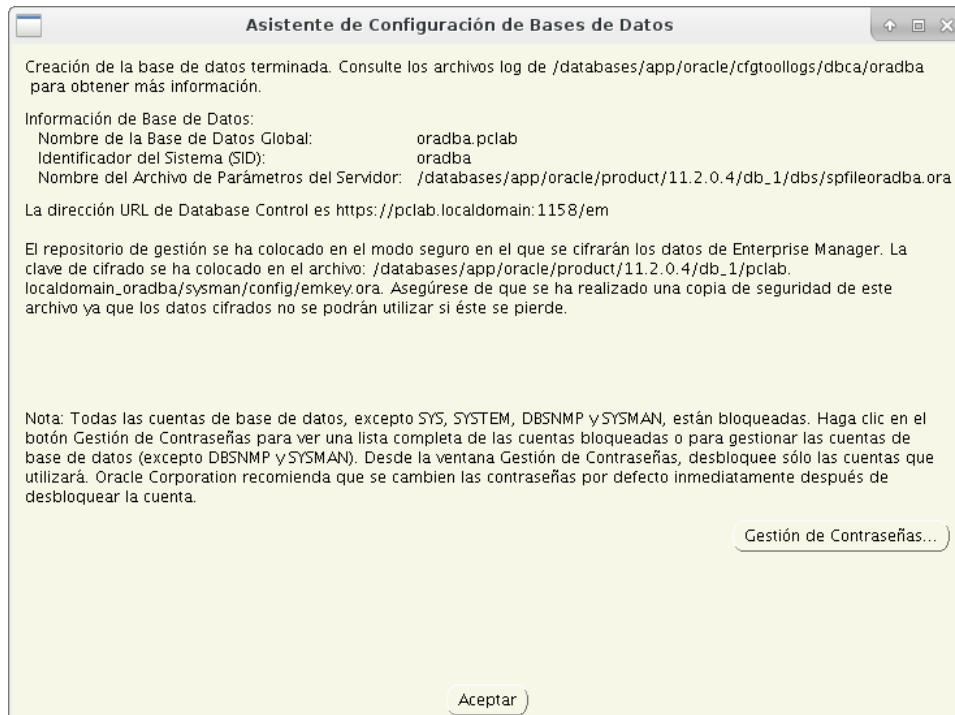 Asistente de Configuración de Bases de Datos
Creación de la base de datos terminada. Consulte los archivos log de /databases/app/oracle/cfgtoollogs/dbca/oradba
para obtener más información.
Información de Base de Datos:
Nombre de la Base de Datos Global: oradba.pclab
Identificador del Sistema (SID): oradba
Nombre del Archivo de Parámetros del Servidor: /databases/app/oracle/product/11.2.0.4/db_1/dbs/spfileoradba.ora
La dirección URL de Database Control es https://pclab.localdomain:1158/em
El repositorio de gestión se ha colocado en el modo seguro en el que se cifrarán los datos de Enterprise Manager. La
clave de cifrado se ha colocado en el archivo: /databases/app/oracle/product/11.2.0.4/db_1/pclab.
localdomain_oradba/sysman/config/emkey.ora. Asegúrese de que se ha realizado una copia de seguridad de este
archivo ya que los datos cifrados no se podrán utilizar si éste se pierde.
Nota: Todas las cuentas de base de datos, excepto SYS, SYSTEM, DBSNMP y SYSMAN, están bloqueadas. Haga clic en el
botón Gestión de Contraseñas para ver una lista completa de las cuentas bloqueadas o para gestionar las cuentas de
base de datos (excepto DBSNMP y SYSMAN). Desde la ventana Gestión de Contraseñas, desbloquee sólo las cuentas que
utilizará. Oracle Corporation recomienda que se cambien las contraseñas por defecto inmediatamente después de
desbloquear la cuenta.
Gestión de Contraseñas...
Aceptar